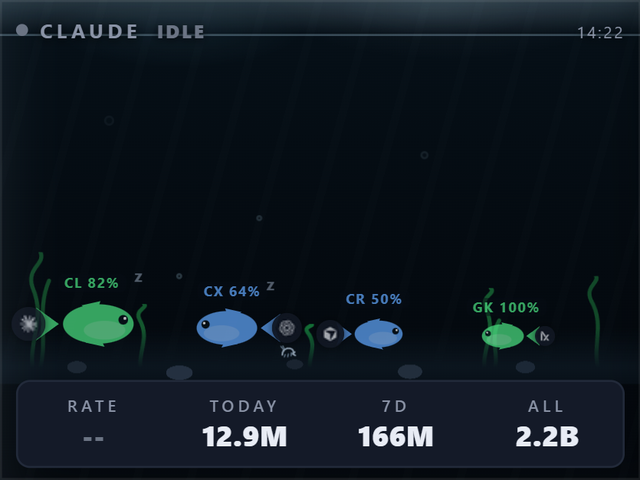 CLAUDE IDLE 14:22
CL 82% z
CX 64% z
CR 50%
GK 100%
RATE TODAY 7D ALL
-- 12.9M 166M 2.2B